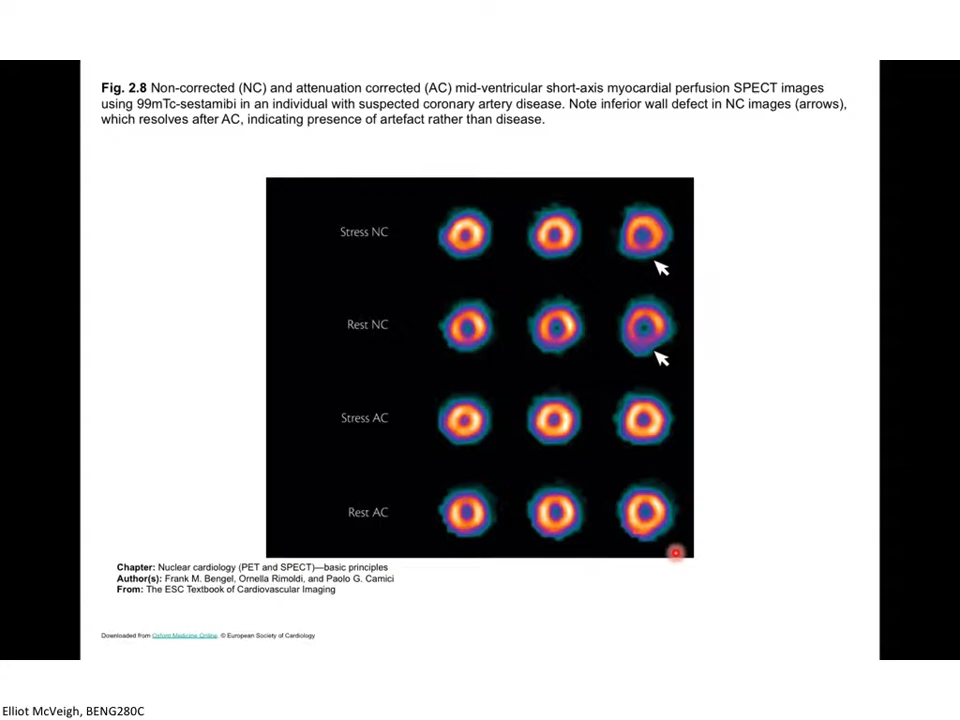 Fig. 2.8 Non-corrected (NC) and attenuation corrected (AC) mid-ventricular short-axis myocardial perfusion SPECT images
using 99mTc-sestamibi in an individual with suspected coronary artery disease. Note inferior wall defect in NC images (arrows),
which resolves after AC, indicating presence of artefact rather than disease.
Stress NC
Rest NC
Stress AC
Rest AC
Chapter: Nuclear cardiology (PET and SPECT)—basic principles
Author(s): Frank M. Bengel, Ornella Rimoldi, and Paolo G. Camici
From: The ESC Textbook of Cardiovascular Imaging
Downloaded from Oxford Medicine Online. © European Society of Cardiology
Elliot McVeigh, BENG280C